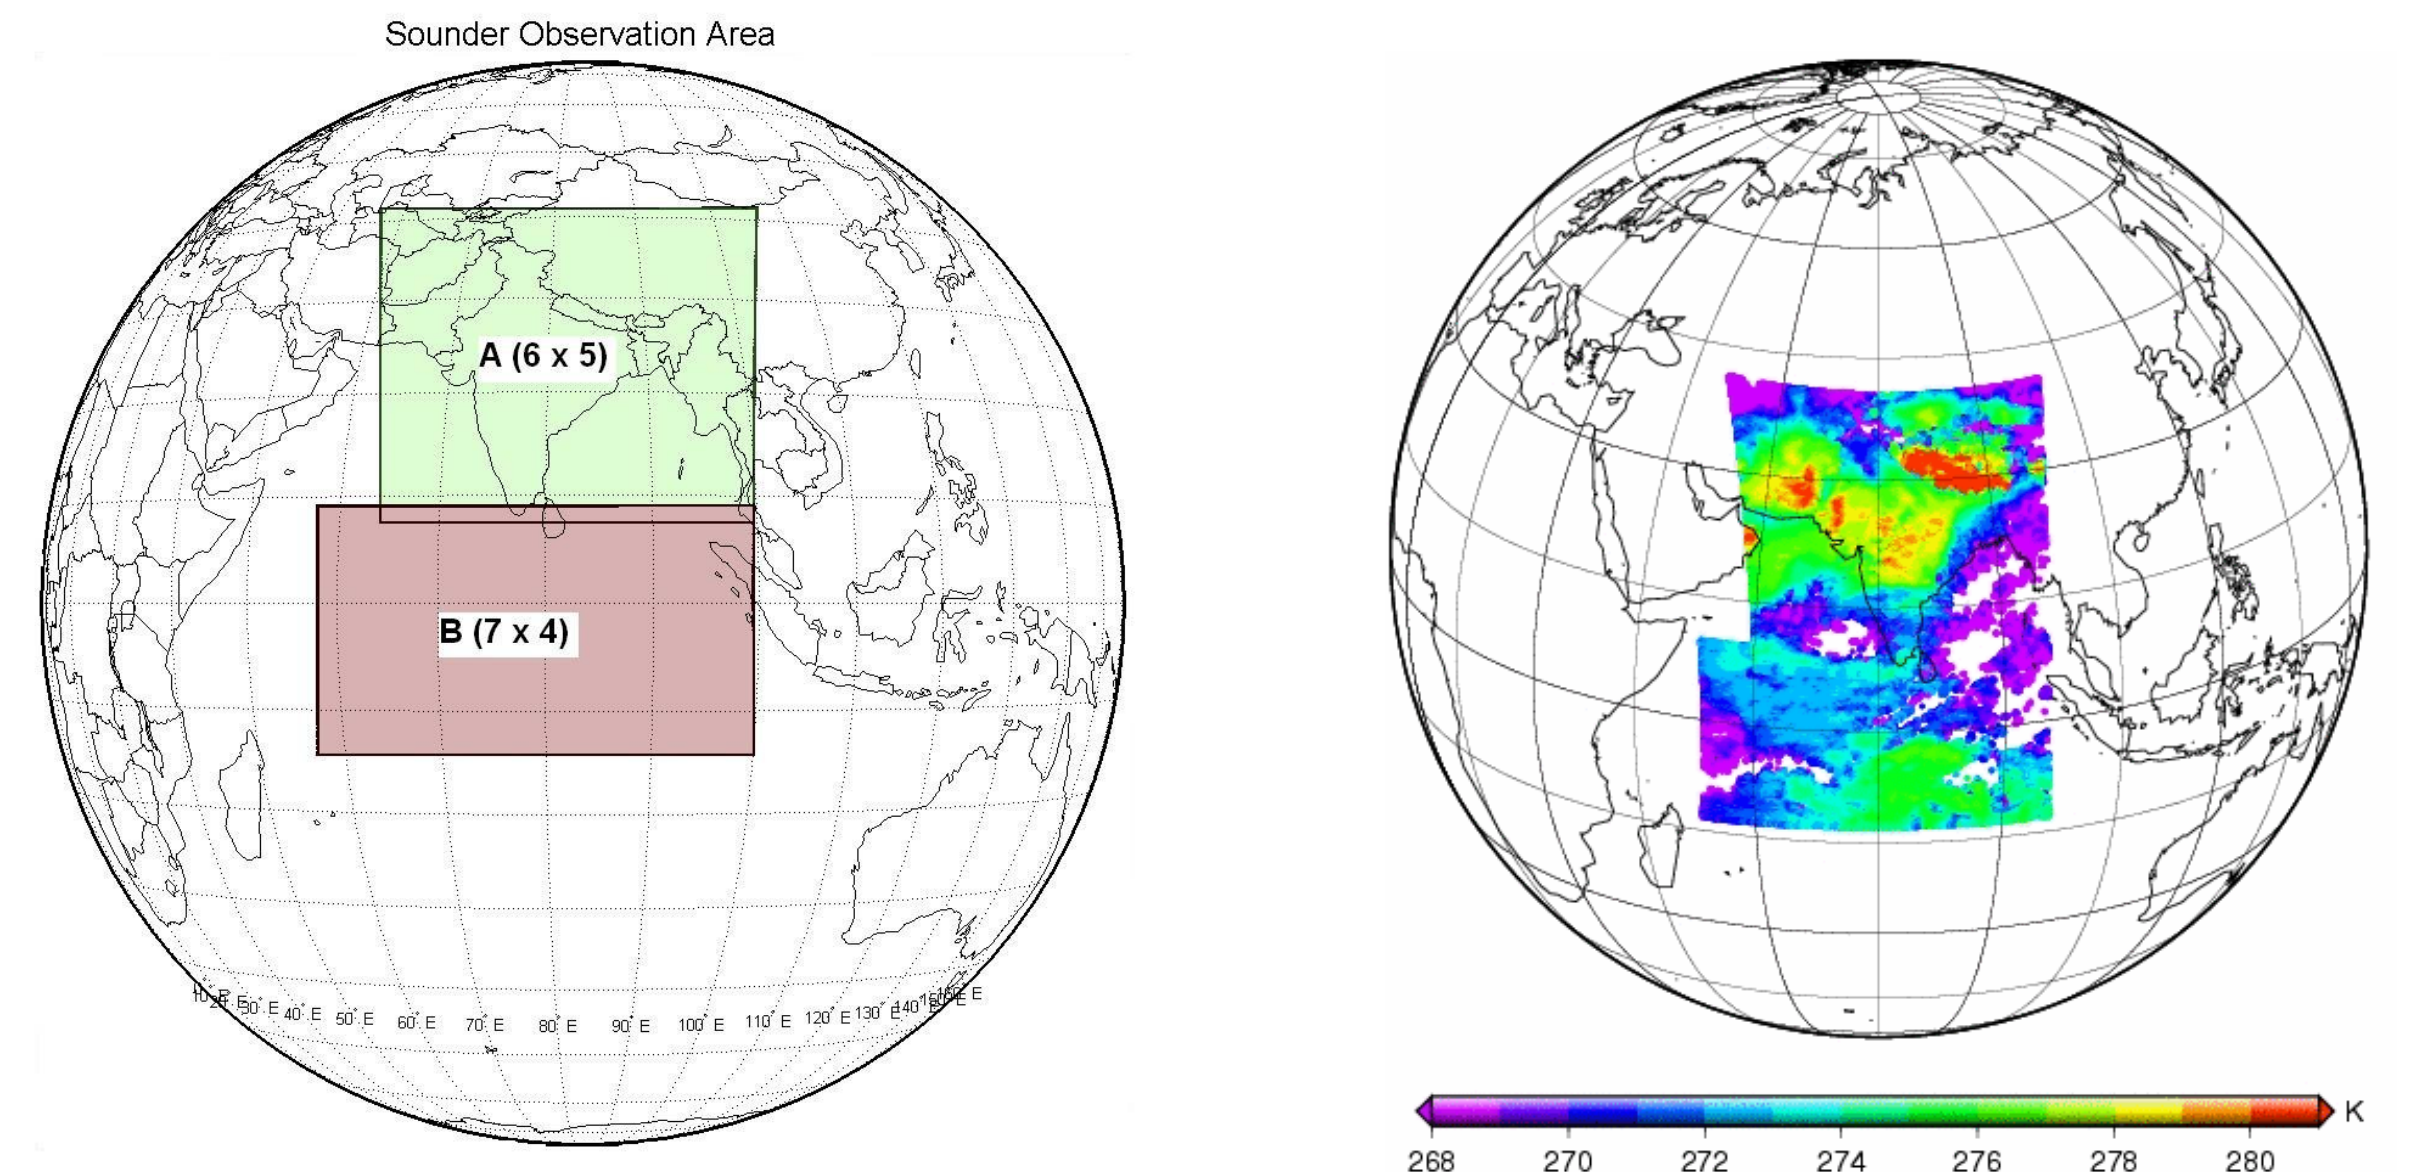 Sounder Observation Area
A (6 x 5)
B (7 x 4)
30° E 40° E 50° E 60° E 70° E 80° E 90° E 100° E 110° E 120° E 130° E
K
268 270 272 274 276 278 280